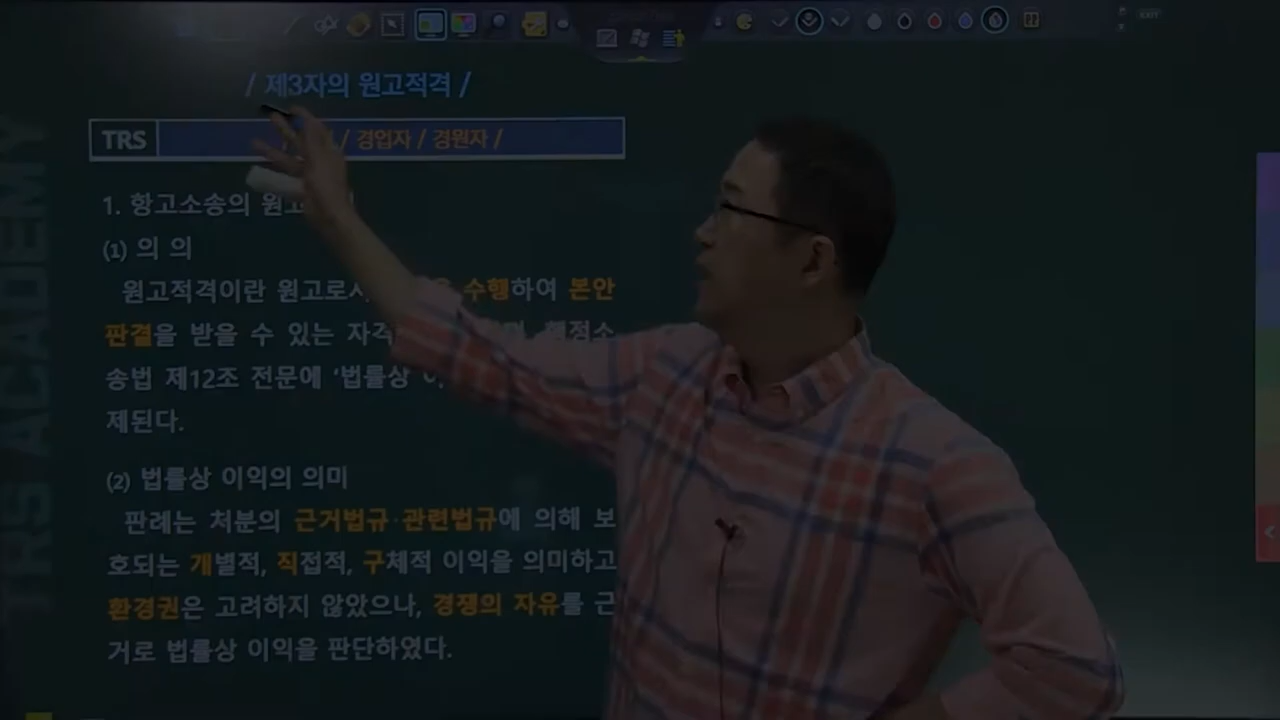 / 제3자의 원고적격 /
TRS / 경업자 / 경원자 /
1. 항고소송의 원고
(1) 의 의
원고적격이란 원고로서 수행하여 본안
판결을 받을 수 있는 자격 행정소
송법 제12조 전문에 ‘법률상 이
제된다.
(2) 법률상 이익의 의미
판례는 처분의 근거법규·관련법규에 의해 보
호되는 개별적, 직접적, 구체적 이익을 의미하고
환경권은 고려하지 않았으나, 경쟁의 자유를 근
거로 법률상 이익을 판단하였다.
TRS ACADEMY
EXIT